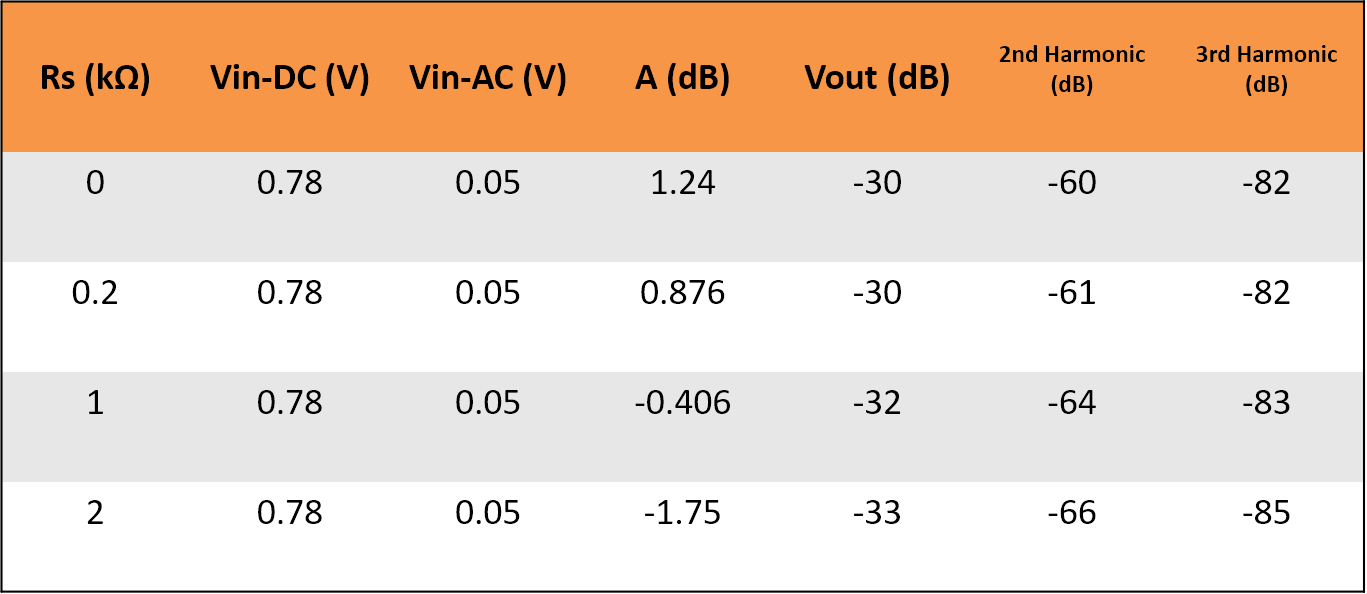 Rs (kΩ) Vin-DC (V) Vin-AC (V) A (dB) Vout (dB) 2nd Harmonic (dB) 3rd Harmonic (dB)
0 0.78 0.05 1.24 -30 -60 -82
0.2 0.78 0.05 0.876 -30 -61 -82
1 0.78 0.05 -0.406 -32 -64 -83
2 0.78 0.05 -1.75 -33 -66 -85